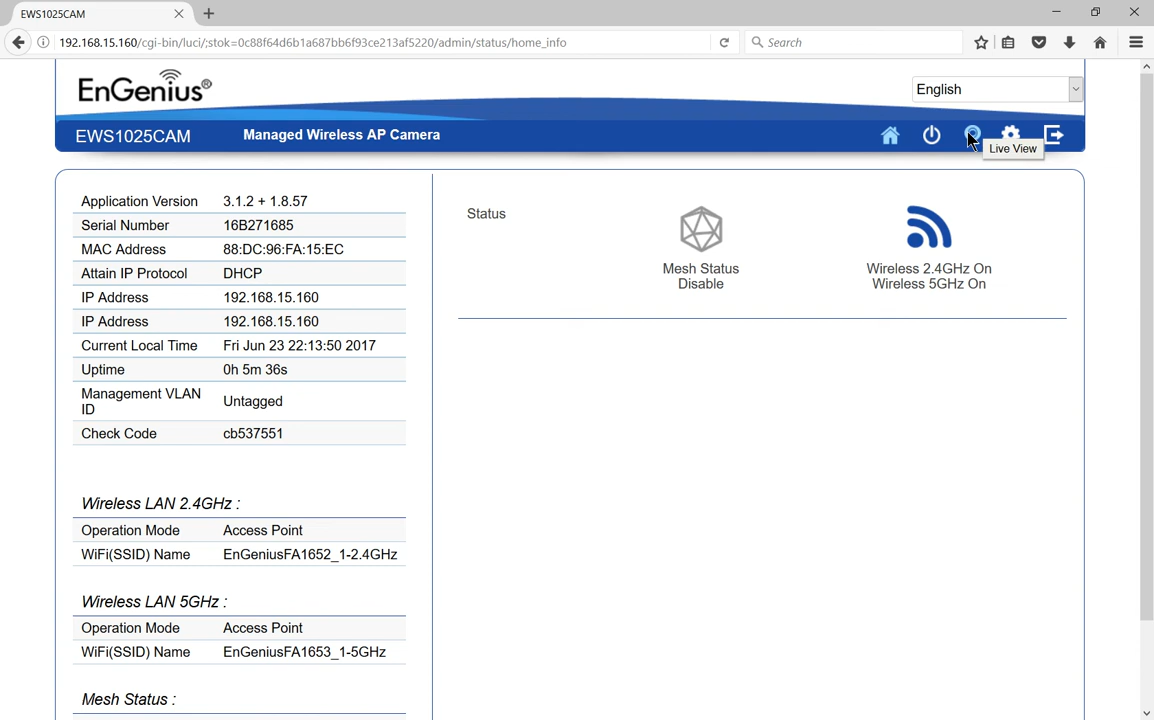 EWS1025CAM
192.168.15.160/cgi-bin/luci/;stok=0c88f64d6b1a687bb6f93ce213af5220/admin/status/home_info
Search
EnGenius®
English
EWS1025CAM
Managed Wireless AP Camera
Live View
Application Version 3.1.2 + 1.8.57
Serial Number 16B271685
MAC Address 88:DC:96:FA:15:EC
Attain IP Protocol DHCP
IP Address 192.168.15.160
IP Address 192.168.15.160
Current Local Time Fri Jun 23 22:13:50 2017
Uptime 0h 5m 36s
Management VLAN
ID
Untagged
Check Code cb537551
Status
Mesh Status
Disable
Wireless 2.4GHz On
Wireless 5GHz On
Wireless LAN 2.4GHz :
Operation Mode Access Point
WiFi(SSID) Name EnGeniusFA1652_1-2.4GHz
Wireless LAN 5GHz :
Operation Mode Access Point
WiFi(SSID) Name EnGeniusFA1653_1-5GHz
Mesh Status :